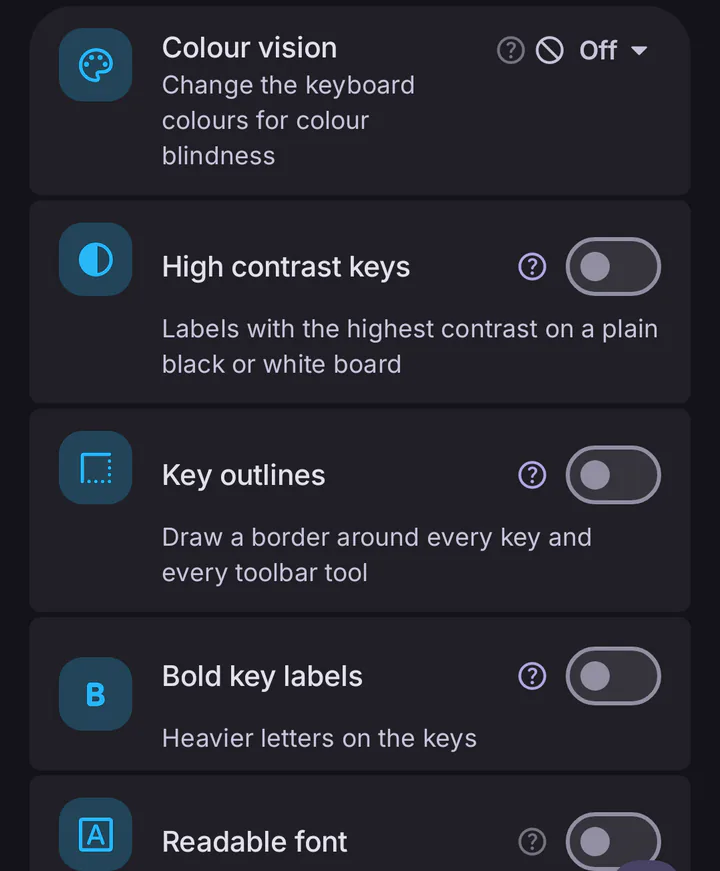 Colour vision
Off
Change the keyboard
colours for colour
blindness
High contrast keys
Labels with the highest contrast on a plain
black or white board
Key outlines
Draw a border around every key and
every toolbar tool
B
Bold key labels
Heavier letters on the keys
A
Readable font